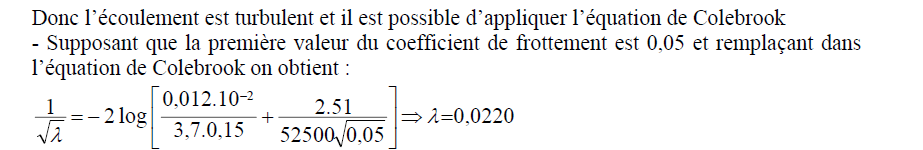 Donc l’écoulement est turbulent et il est possible d’appliquer l’équation de Colebrook
- Supposant que la première valeur du coefficient de frottement est 0,05 et remplaçant dans
l’équation de Colebrook on obtient :
1/√λ = − 2 log [ 0,012.10⁻²/3,7.0,15 + 2.51/52500√0,05 ] ⇒ λ=0,0220